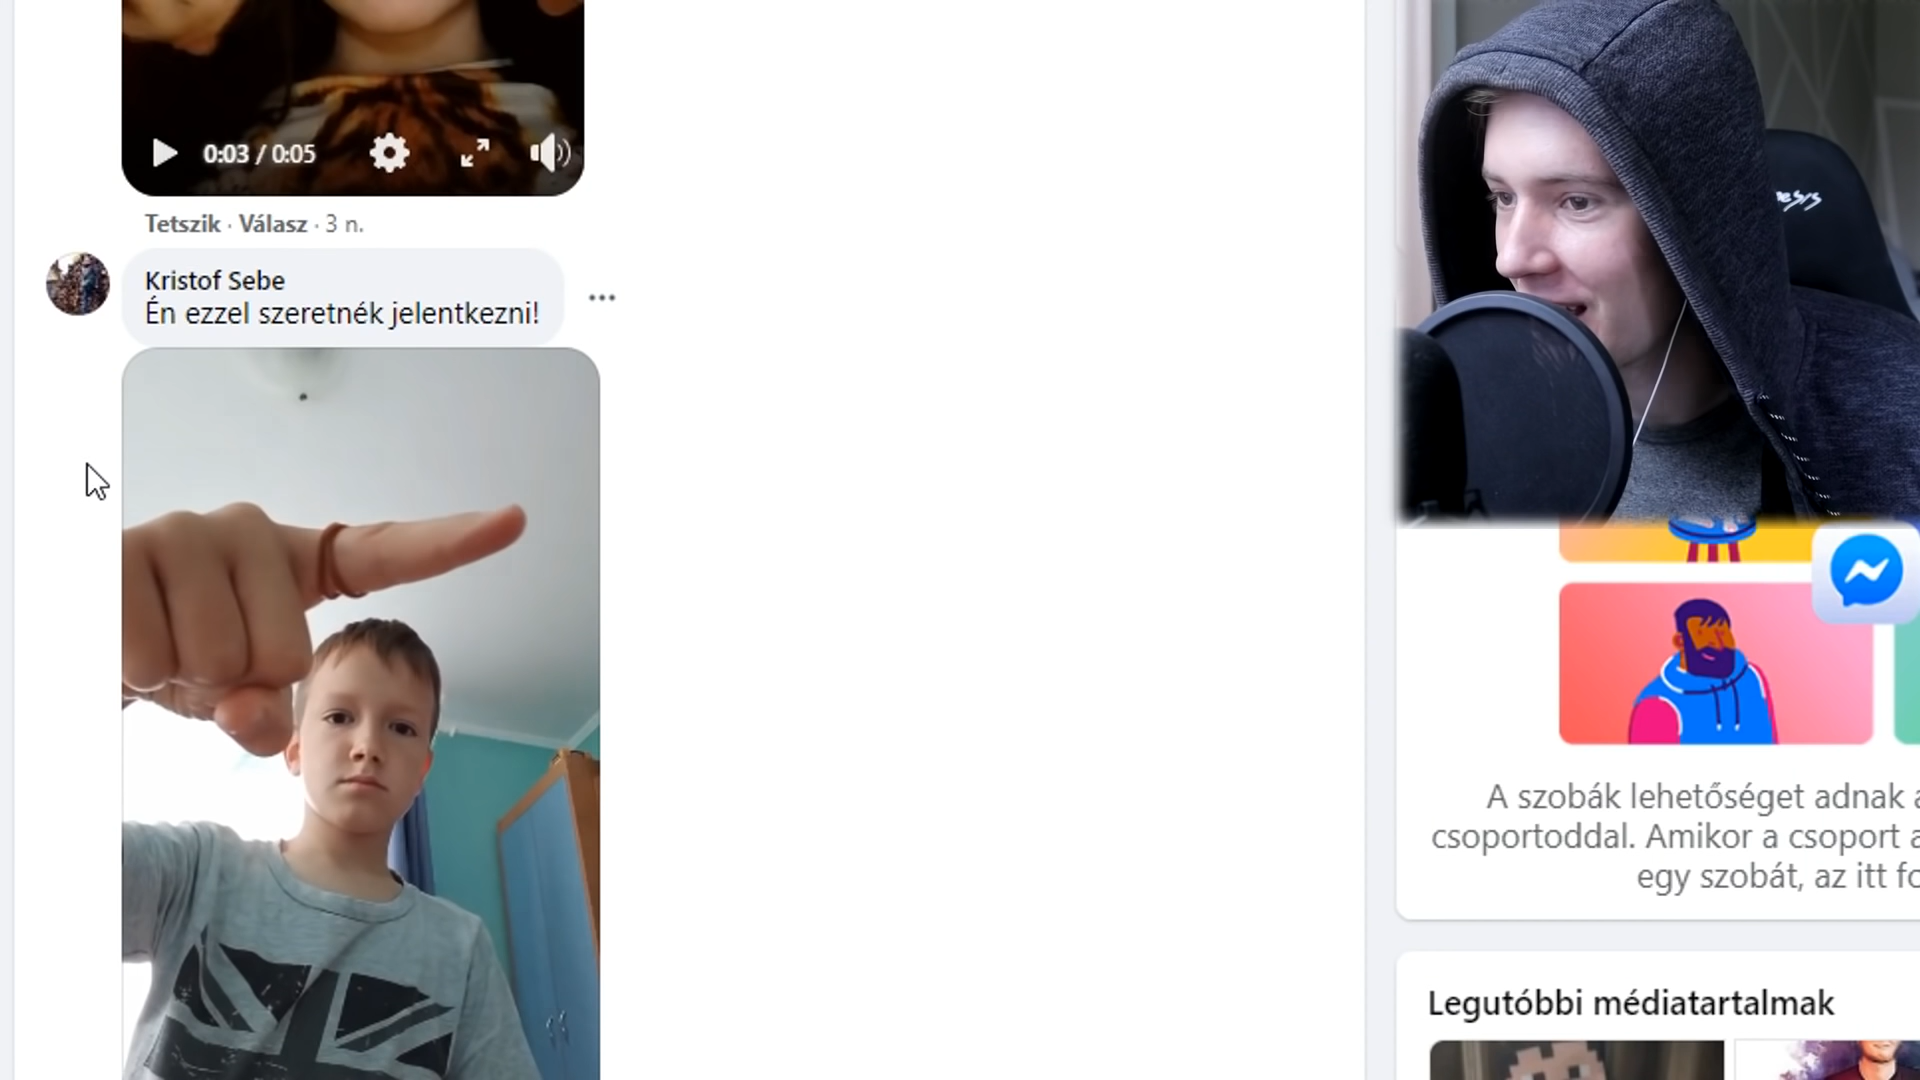 0:03 / 0:05
Tetszik · Válasz · 3 n.
Kristof Sebe
Én ezzel szeretnék jelentkezni!
A szobák lehetőséget adnak
csoportoddal. Amikor a csoport
egy szobát, az itt
Legutóbbi médiatartalmak